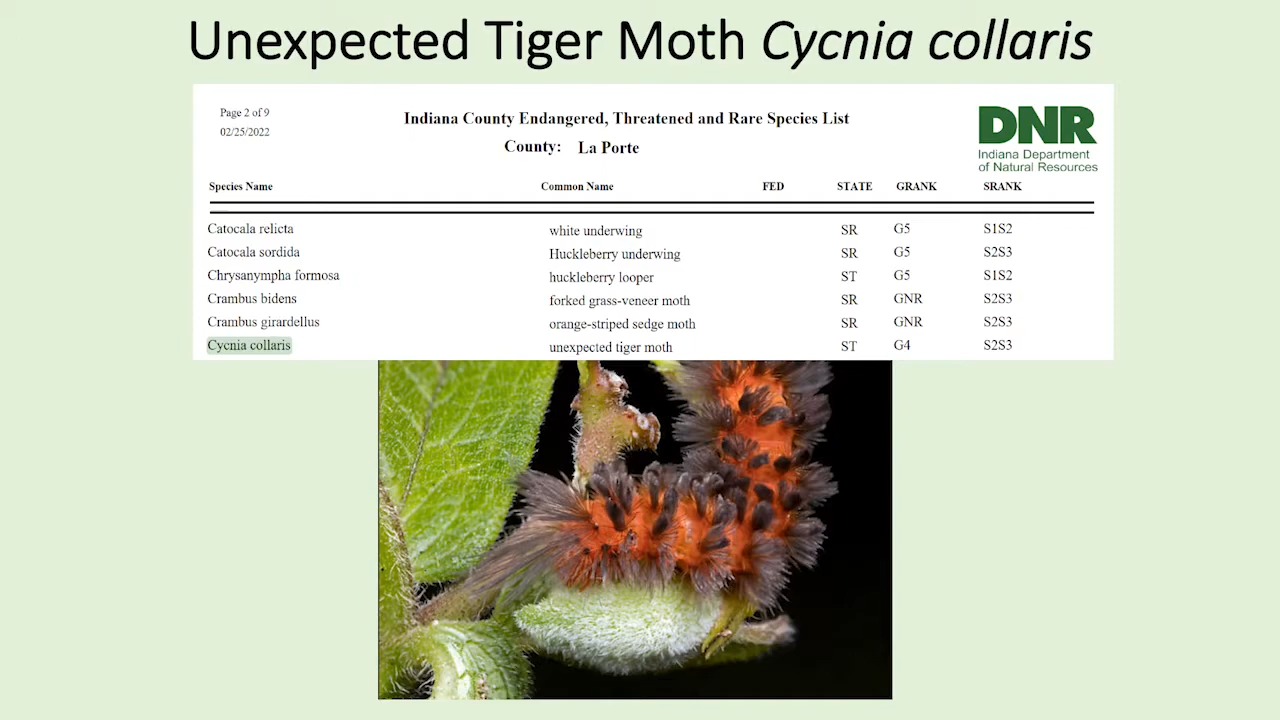 Unexpected Tiger Moth Cycnia collaris
Page 2 of 9
02/25/2022
Indiana County Endangered, Threatened and Rare Species List
County: La Porte
DNR
Indiana Department
of Natural Resources
Species Name Common Name FED STATE GRANK SRANK
Catocala relicta white underwing SR G5 S1S2
Catocala sordida Huckleberry underwing SR G5 S2S3
Chrysanympha formosa huckleberry looper ST G5 S1S2
Crambus bidens forked grass-veneer moth SR GNR S2S3
Crambus girardellus orange-striped sedge moth SR GNR S2S3
Cycnia collaris unexpected tiger moth ST G4 S2S3